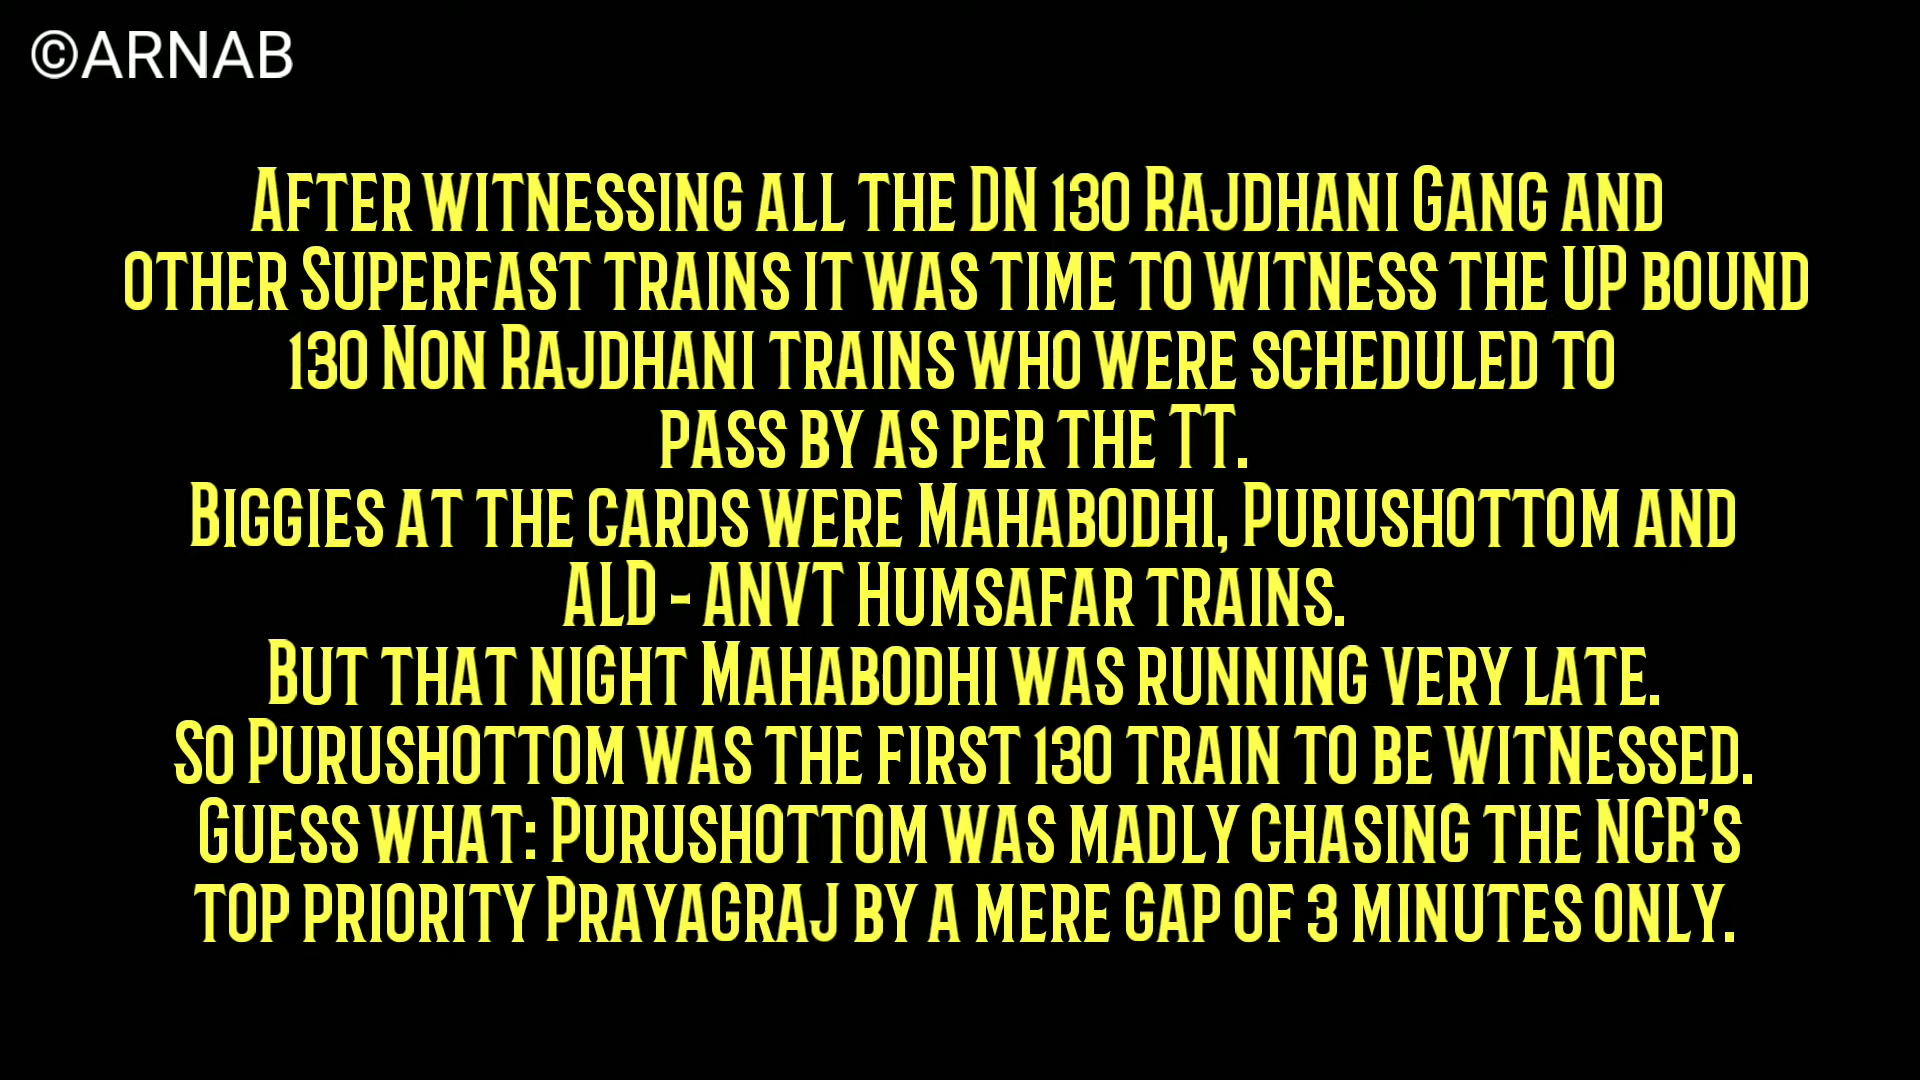 ©ARNAB
After witnessing all the DN 130 Rajdhani Gang and
other Superfast trains it was time to witness the UP bound
130 Non Rajdhani trains who were scheduled to
pass by as per the TT.
Biggies at the cards were Mahabodhi, Purushottom and
ALD - ANVT Humsafar trains.
But that night Mahabodhi was running very late.
So Purushottom was the first 130 train to be witnessed.
Guess what: Purushottom was madly chasing the NCR's
top priority Prayagraj by a mere gap of 3 minutes only.